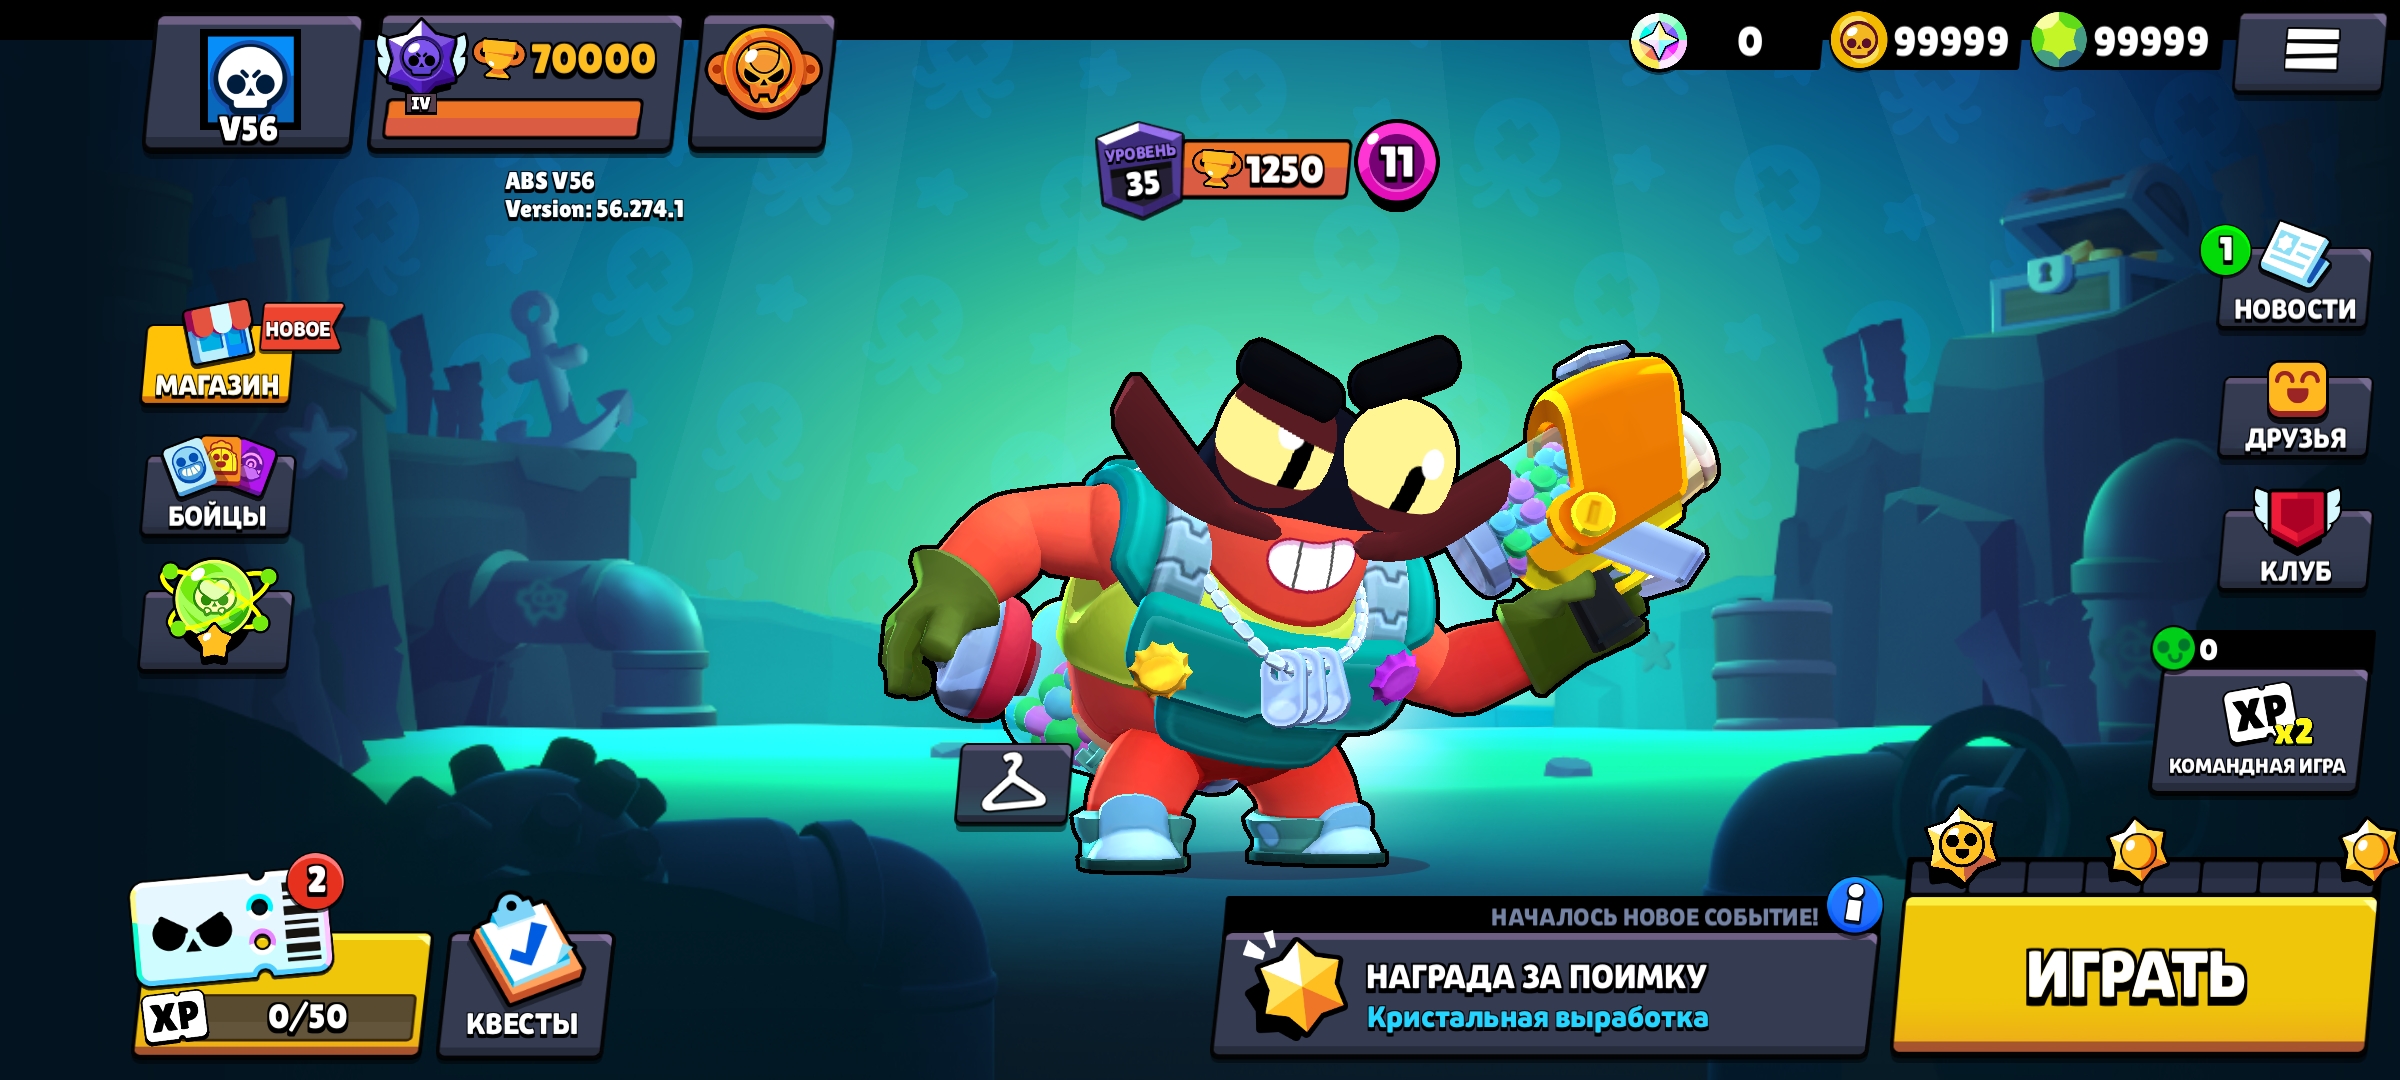 V56
IV
70000
0
99999
99999
ABS V56
Version: 56.274.1
УРОВЕНЬ
35
1250
11
НОВОЕ
МАГАЗИН
БОЙЦЫ
1
НОВОСТИ
ДРУЗЬЯ
КЛУБ
0
XP
x2
КОМАНДНАЯ ИГРА
2
XP
0/50
КВЕСТЫ
НАЧАЛОСЬ НОВОЕ СОБЫТИЕ!
НАГРАДА ЗА ПОИМКУ
Кристальная выработка
ИГРАТЬ